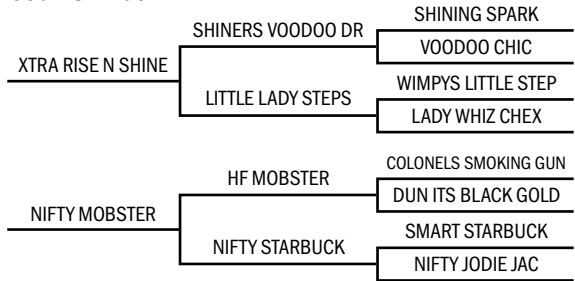 SHINING SPARK
SHINERS VOODOO DR
VOODOO CHIC
XTRA RISE N SHINE
WIMPYS LITTLE STEP
LITTLE LADY STEPS
LADY WHIZ CHEX
COLONELS SMOKING GUN
HF MOBSTER
DUN ITS BLACK GOLD
NIFTY MOBSTER
SMART STARBUCK
NIFTY STARBUCK
NIFTY JODIE JAC